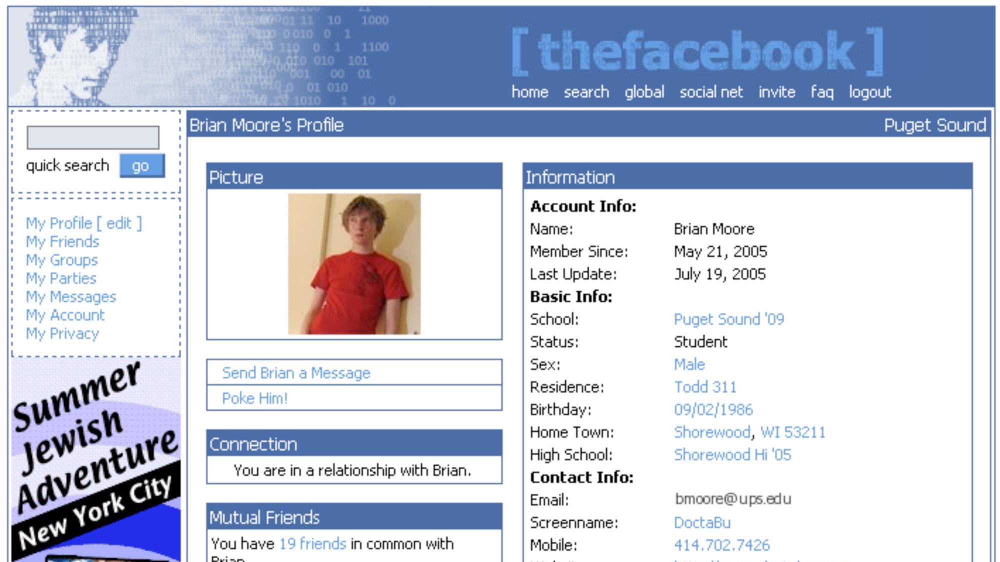 [ thefacebook ]
home search global social net invite faq logout
quick search go
My Profile [ edit ]
My Friends
My Groups
My Parties
My Messages
My Account
My Privacy
Summer
Jewish
Adventure
New York City
Brian Moore's Profile Puget Sound
Picture
Send Brian a Message
Poke Him!
Connection
You are in a relationship with Brian.
Mutual Friends
You have 19 friends in common with
Brian
Information
Account Info:
Name: Brian Moore
Member Since: May 21, 2005
Last Update: July 19, 2005
Basic Info:
School: Puget Sound '09
Status: Student
Sex: Male
Residence: Todd 311
Birthday: 09/02/1986
Home Town: Shorewood, WI 53211
High School: Shorewood Hi '05
Contact Info:
Email: bmoore@ups.edu
Screenname: DoctaBu
Mobile: 414.702.7426